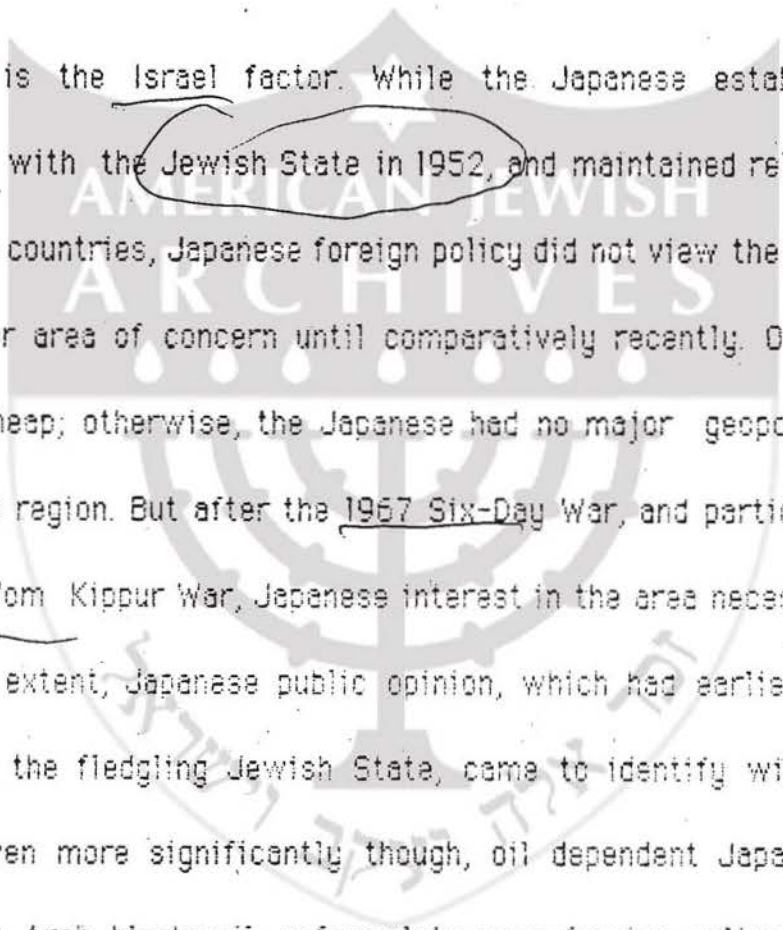 is the Israel factor. While the Japanese estal
with the Jewish State in 1952, and maintained re
AMERICAN JEWISH
countries, Japanese foreign policy did not view the
ARCHIVES
r area of concern until comparatively recently. O
heap; otherwise, the Japanese had no major geopo
region. But after the 1967 Six-Day War, and parti
Yom Kippur War, Japanese interest in the area neces
extent, Japanese public opinion, which had earlie
the fledgling Jewish State, came to identify wi
ven more significantly though, oil dependent Japa